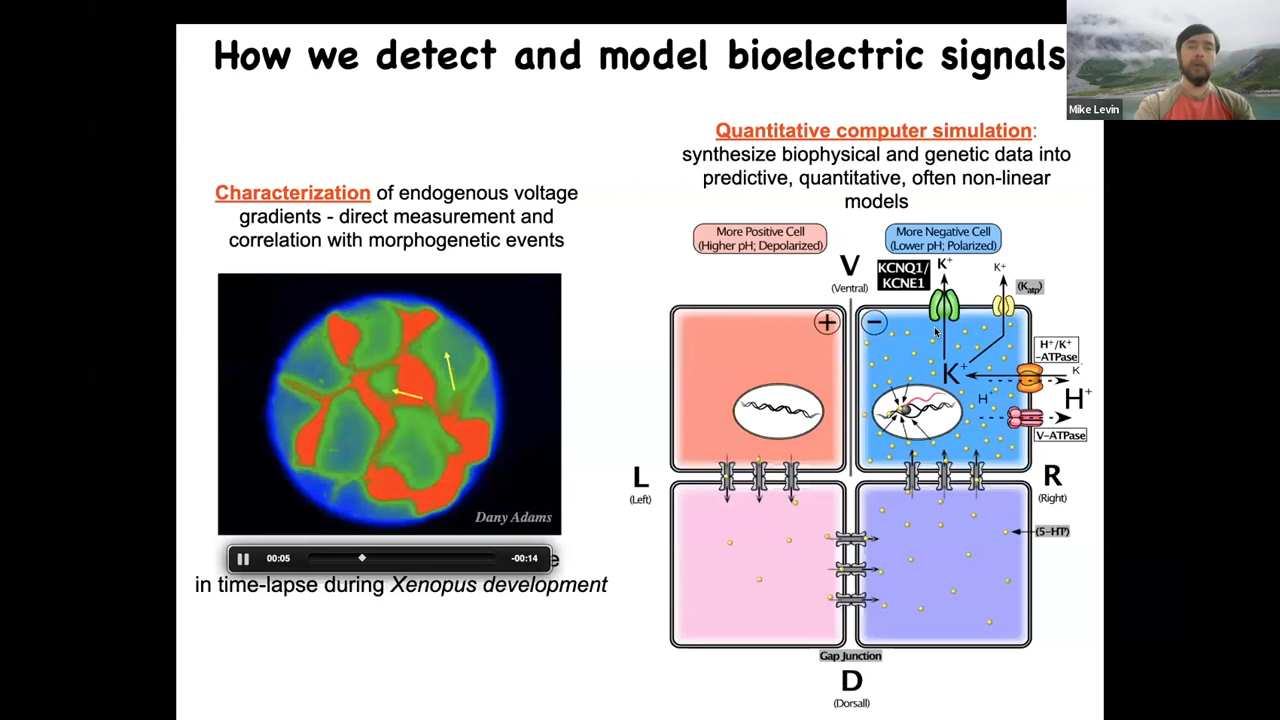 How we detect and model bioelectric signals
Mike Levin
Characterization of endogenous voltage
gradients - direct measurement and
correlation with morphogenetic events
Dany Adams
00:05
-00:14
e
in time-lapse during Xenopus development
Quantitative computer simulation:
synthesize biophysical and genetic data into
predictive, quantitative, often non-linear
models
More Positive Cell
(Higher pH; Depolarized)
More Negative Cell
(Lower pH; Polarized)
V
(Ventral)
KCNQ1/
KCNE1
K+
K+
(Katp)
+
−
H+/K+
-ATPase
K+
K
H+
H+
V-ATPase
L
(Left)
R
(Right)
(5-HT)
Gap Junction
D
(Dorsall)